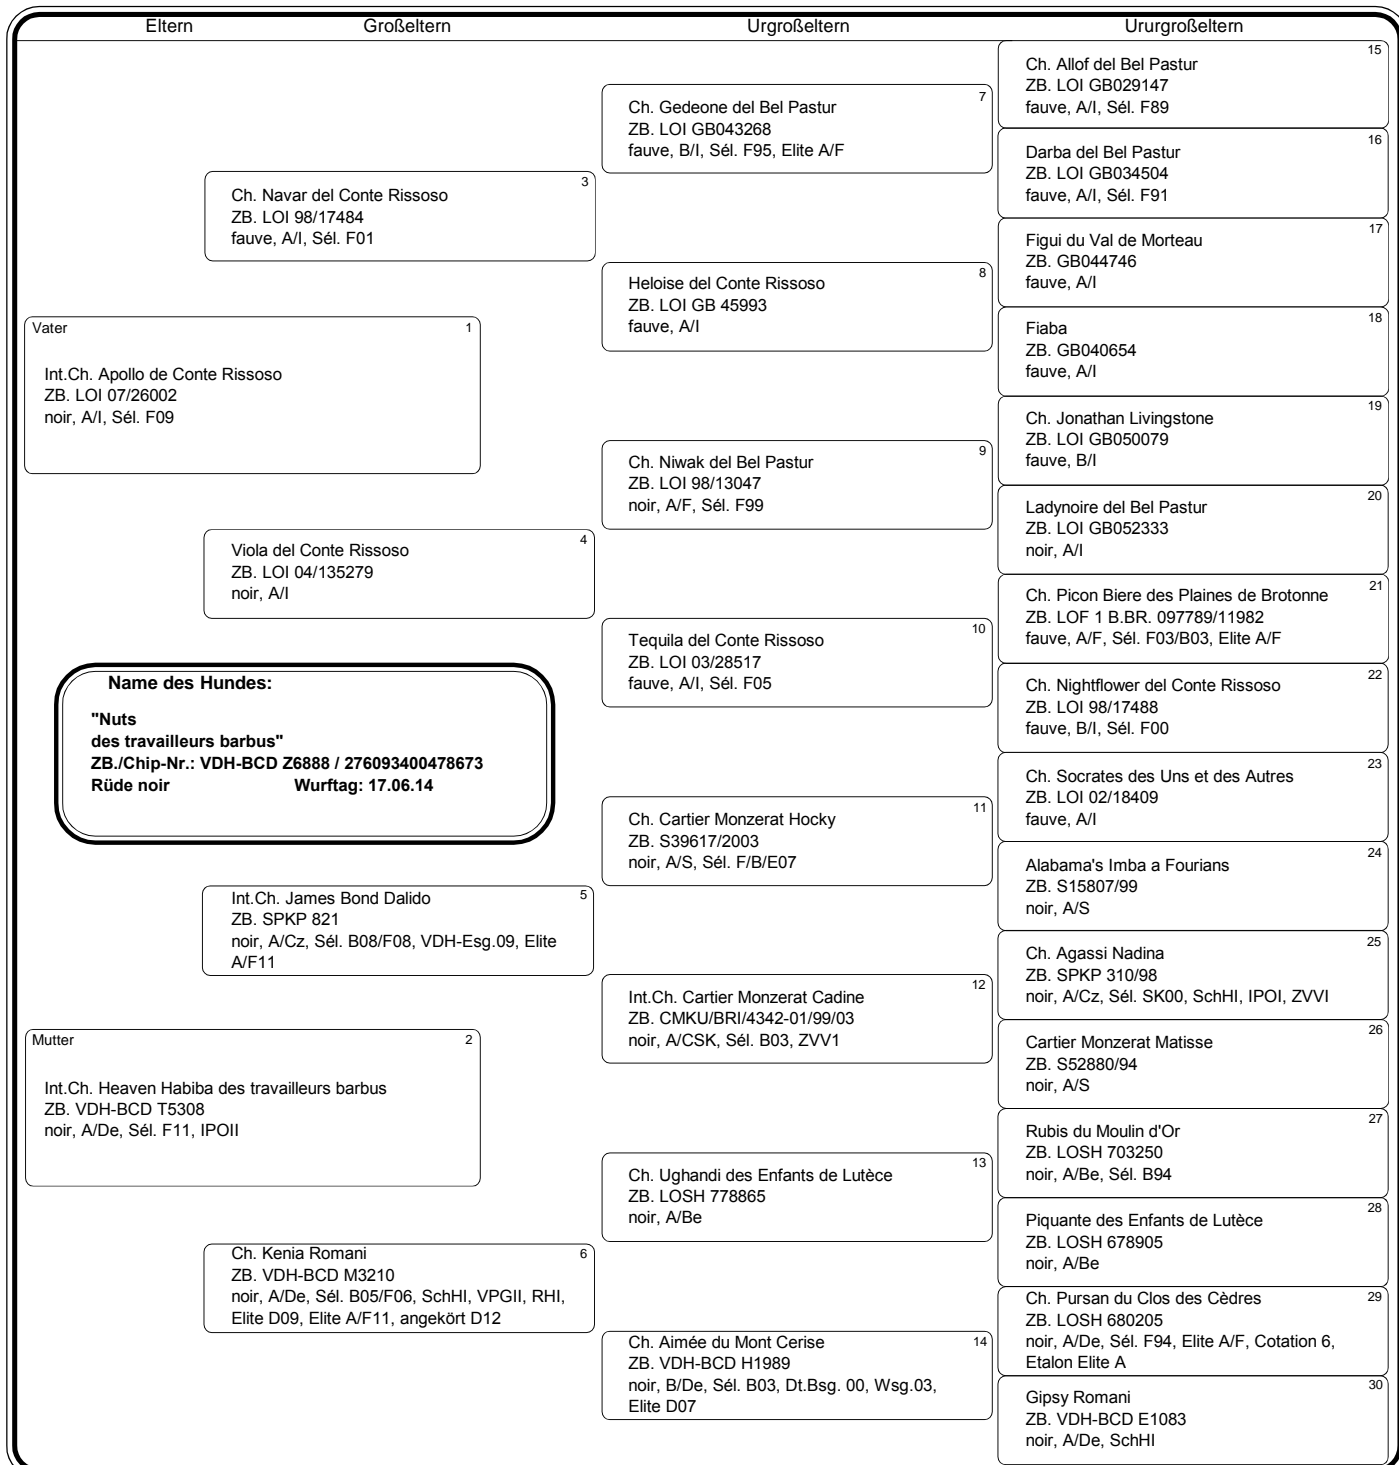 Eltern Großeltern Urgroßeltern Ururgroßeltern
Vater 1
Int.Ch. Apollo de Conte Rissoso
ZB. LOI 07/26002
noir, A/I, Sél. F09
Mutter 2
Int.Ch. Heaven Habiba des travailleurs barbus
ZB. VDH-BCD T5308
noir, A/De, Sél. F11, IPOII
Name des Hundes:
"Nuts
des travailleurs barbus"
ZB./Chip-Nr.: VDH-BCD Z6888 / 276093400478673
Rüde noir Wurftag: 17.06.14
3
Ch. Navar del Conte Rissoso
ZB. LOI 98/17484
fauve, A/I, Sél. F01
4
Viola del Conte Rissoso
ZB. LOI 04/135279
noir, A/I
5
Int.Ch. James Bond Dalido
ZB. SPKP 821
noir, A/Cz, Sél. B08/F08, VDH-Esg.09, Elite
A/F11
6
Ch. Kenia Romani
ZB. VDH-BCD M3210
noir, A/De, Sél. B05/F06, SchHI, VPGII, RHI,
Elite D09, Elite A/F11, angekört D12
7
Ch. Gedeone del Bel Pastur
ZB. LOI GB043268
fauve, B/I, Sél. F95, Elite A/F
8
Heloise del Conte Rissoso
ZB. LOI GB 45993
fauve, A/I
9
Ch. Niwak del Bel Pastur
ZB. LOI 98/13047
noir, A/F, Sél. F99
10
Tequila del Conte Rissoso
ZB. LOI 03/28517
fauve, A/I, Sél. F05
11
Ch. Cartier Monzerat Hocky
ZB. S39617/2003
noir, A/S, Sél. F/B/E07
12
Int.Ch. Cartier Monzerat Cadine
ZB. CMKU/BRI/4342-01/99/03
noir, A/CSK, Sél. B03, ZVV1
13
Ch. Ughandi des Enfants de Lutèce
ZB. LOSH 778865
noir, A/Be
14
Ch. Aimée du Mont Cerise
ZB. VDH-BCD H1989
noir, B/De, Sél. B03, Dt.Bsg. 00, Wsg.03,
Elite D07
15
Ch. Allof del Bel Pastur
ZB. LOI GB029147
fauve, A/I, Sél. F89
16
Darba del Bel Pastur
ZB. LOI GB034504
fauve, A/I, Sél. F91
17
Figui du Val de Morteau
ZB. GB044746
fauve, A/I
18
Fiaba
ZB. GB040654
fauve, A/I
19
Ch. Jonathan Livingstone
ZB. LOI GB050079
fauve, B/I
20
Ladynoire del Bel Pastur
ZB. LOI GB052333
noir, A/I
21
Ch. Picon Biere des Plaines de Brotonne
ZB. LOF 1 B.BR. 097789/11982
fauve, A/F, Sél. F03/B03, Elite A/F
22
Ch. Nightflower del Conte Rissoso
ZB. LOI 98/17488
fauve, B/I, Sél. F00
23
Ch. Socrates des Uns et des Autres
ZB. LOI 02/18409
fauve, A/I
24
Alabama's Imba a Fourians
ZB. S15807/99
noir, A/S
25
Ch. Agassi Nadina
ZB. SPKP 310/98
noir, A/Cz, Sél. SK00, SchHI, IPOI, ZVVI
26
Cartier Monzerat Matisse
ZB. S52880/94
noir, A/S
27
Rubis du Moulin d'Or
ZB. LOSH 703250
noir, A/Be, Sél. B94
28
Piquante des Enfants de Lutèce
ZB. LOSH 678905
noir, A/Be
29
Ch. Pursan du Clos des Cèdres
ZB. LOSH 680205
noir, A/De, Sél. F94, Elite A/F, Cotation 6,
Etalon Elite A
30
Gipsy Romani
ZB. VDH-BCD E1083
noir, A/De, SchHI